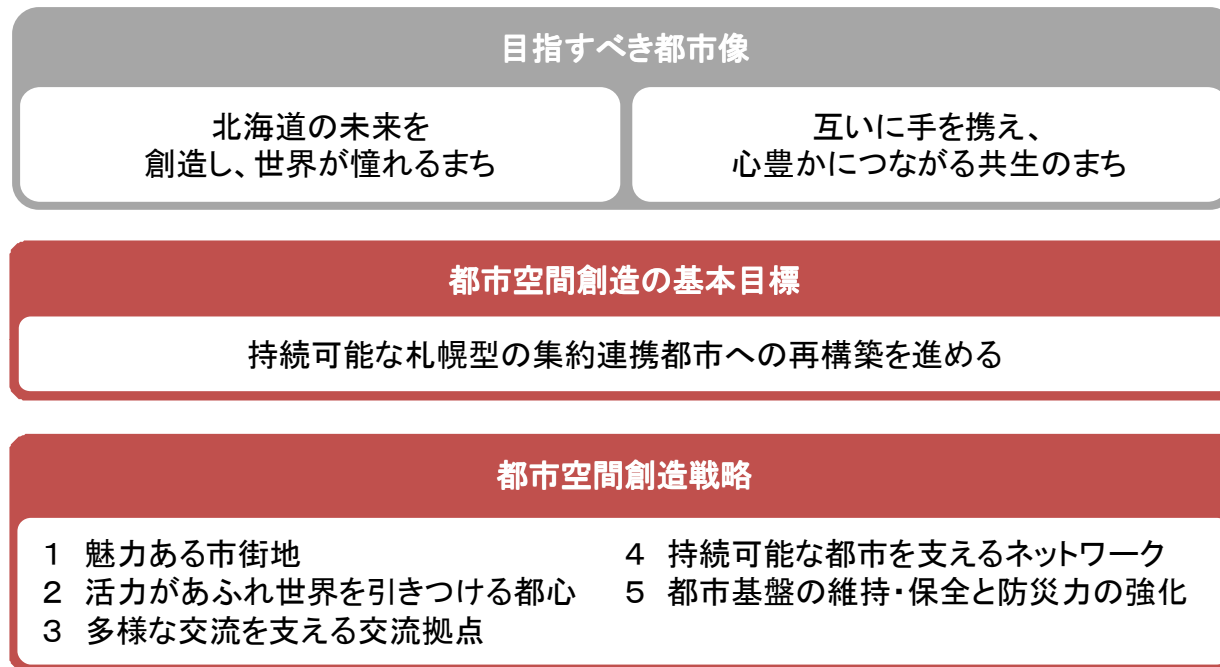 目指すべき都市像
北海道の未来を
創造し、世界が憧れるまち
互いに手を携え、
心豊かにつながる共生のまち
都市空間創造の基本目標
持続可能な札幌型の集約連携都市への再構築を進める
都市空間創造戦略
1 魅力ある市街地
2 活力があふれ世界を引きつける都心
3 多様な交流を支える交流拠点
4 持続可能な都市を支えるネットワーク
5 都市基盤の維持・保全と防災力の強化